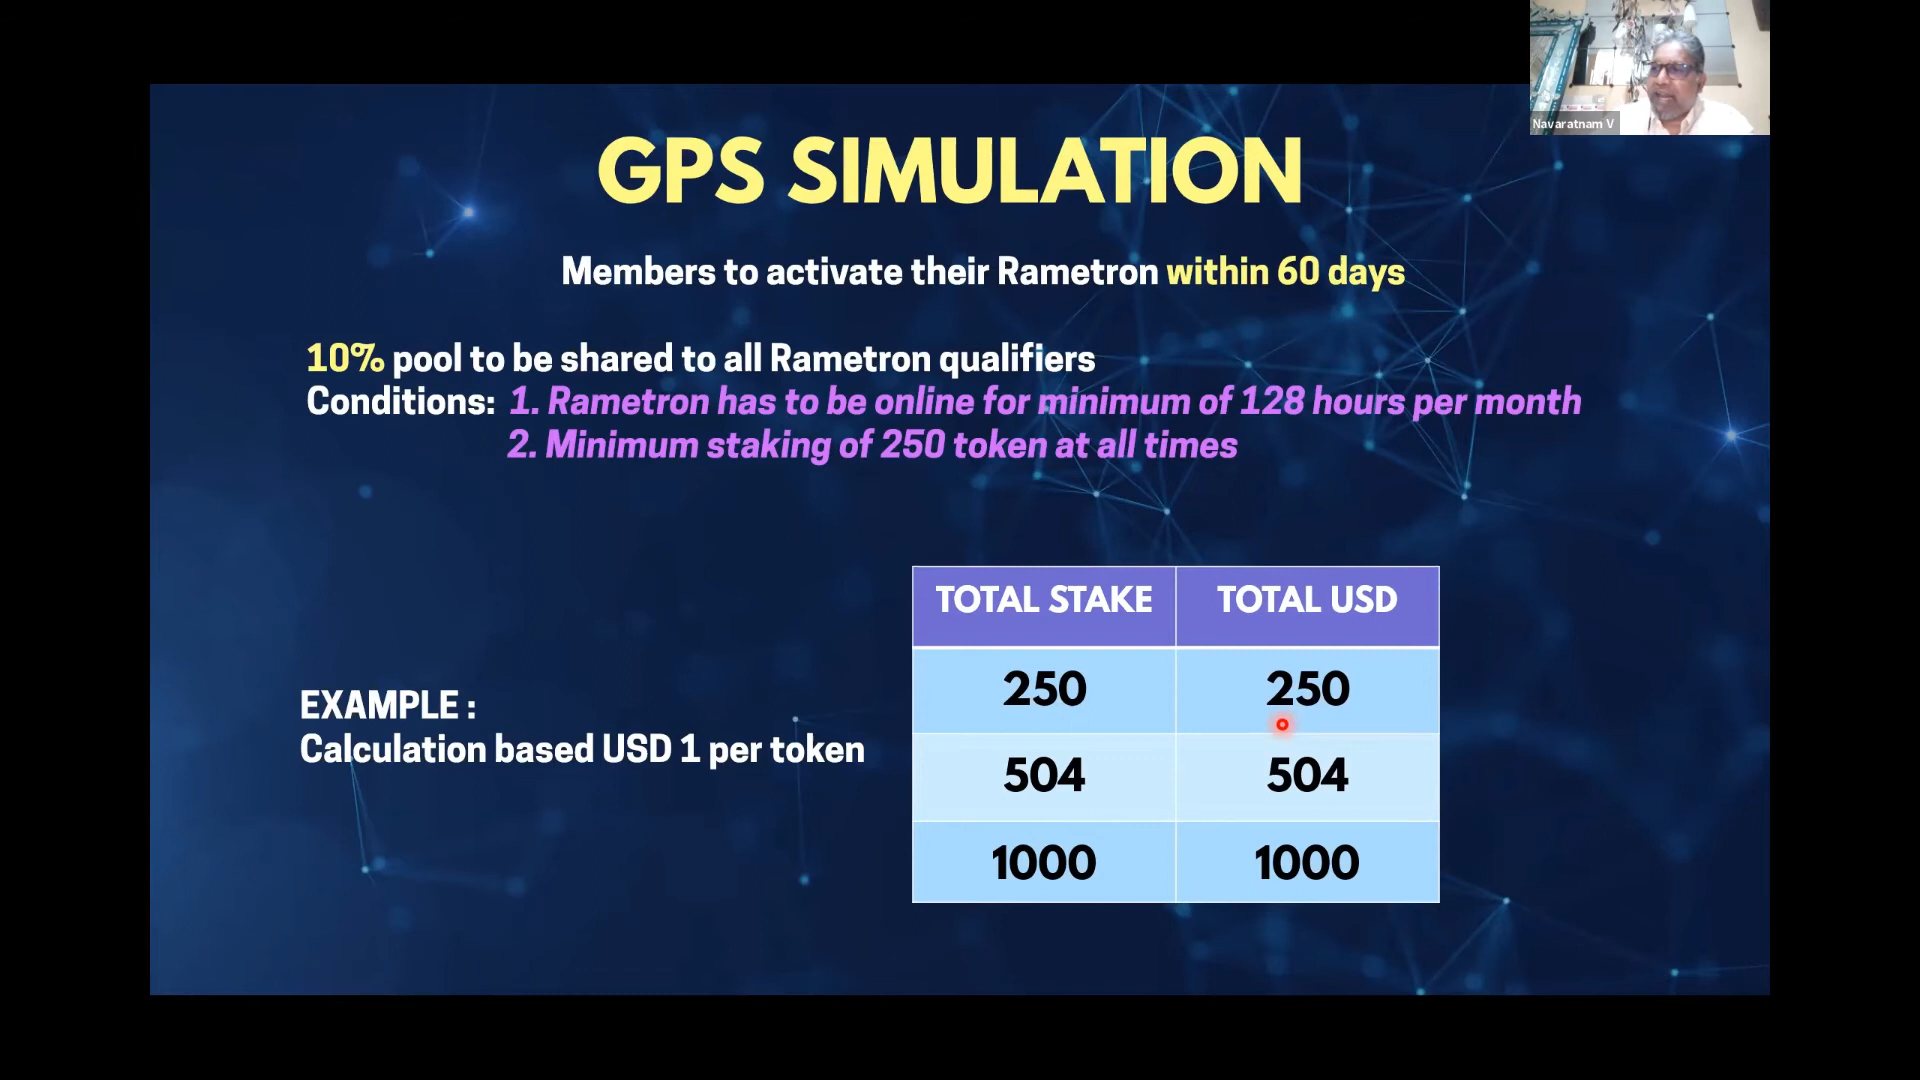 Navaratnam V
GPS SIMULATION
Members to activate their Rametron within 60 days
10% pool to be shared to all Rametron qualifiers
Conditions: 1. Rametron has to be online for minimum of 128 hours per month
2. Minimum staking of 250 token at all times
TOTAL STAKE TOTAL USD
250 250
504 504
1000 1000
EXAMPLE :
Calculation based USD 1 per token